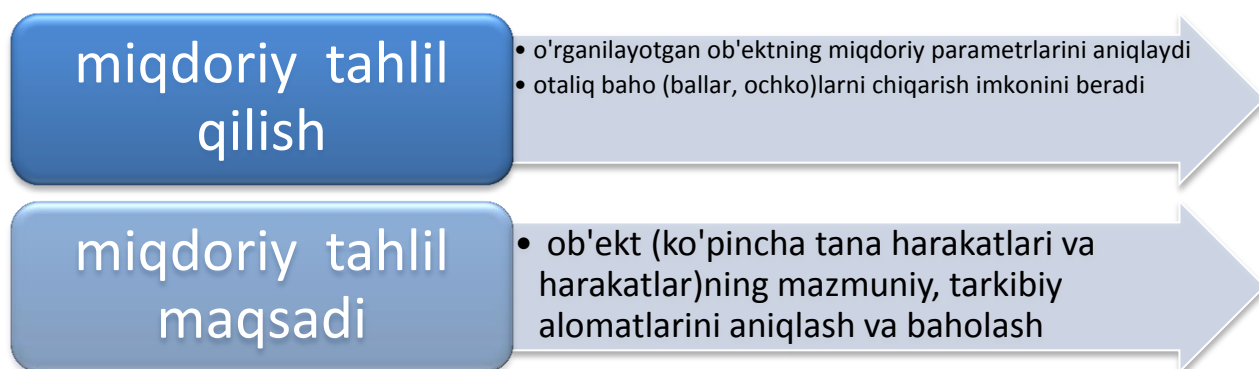 miqdoriy tahlil
qilish
• o'rganilayotgan ob'ektning miqdoriy parametrlarini aniqlaydi
• otaliq baho (ballar, ochko)larni chiqarish imkonini beradi
miqdoriy tahlil
maqsadi
• ob'ekt (ko'pincha tana harakatlari va
harakatlar)ning mazmuniy, tarkibiy
alomatlarini aniqlash va baholash